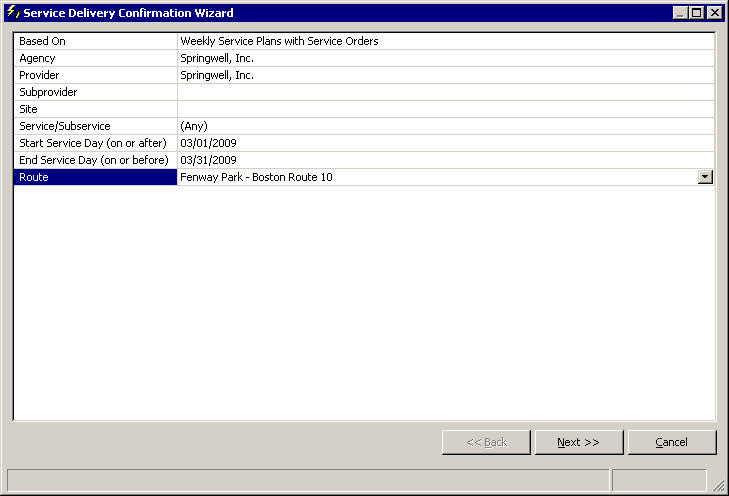 Service Delivery Confirmation Wizard
Based On Weekly Service Plans with Service Orders
Agency Springwell, Inc.
Provider Springwell, Inc.
Subprovider
Site
Service/Subservice (Any)
Start Service Day (on or after) 03/01/2009
End Service Day (on or before) 03/31/2009
Route Fenway Park - Boston Route 10
<< Back Next >> Cancel